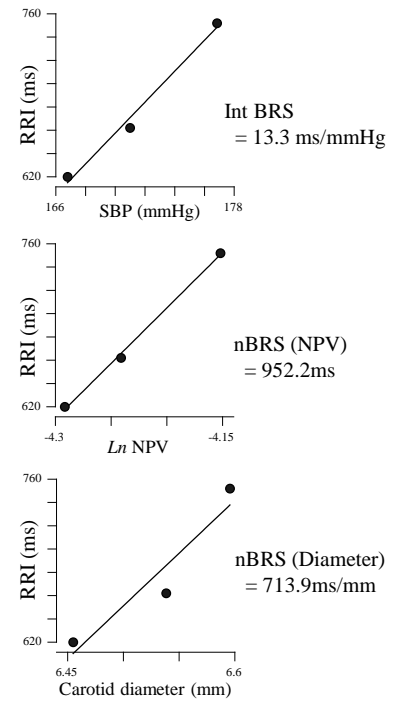 760
RRI (ms)
620
166
178
SBP (mmHg)
Int BRS
= 13.3 ms/mmHg
760
RRI (ms)
620
-4.3
-4.15
Ln NPV
nBRS (NPV)
= 952.2ms
760
RRI (ms)
620
6.45
6.6
Carotid diameter (mm)
nBRS (Diameter)
= 713.9ms/mm